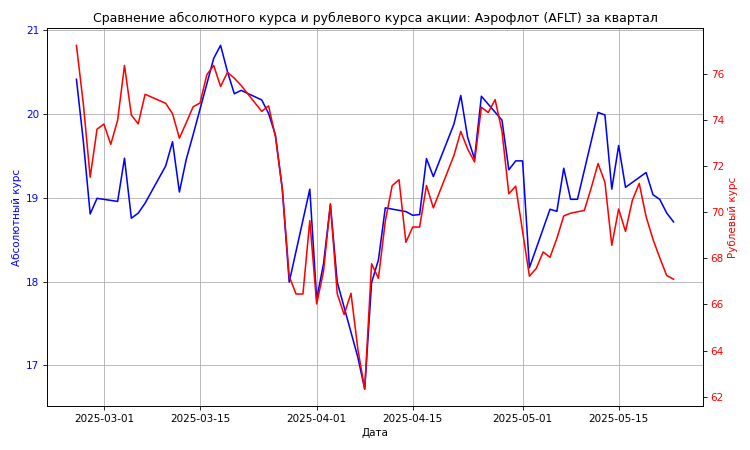 Сравнение абсолютного курса и рублевого курса акции: Аэрофлот (AFLT) за квартал
21
20
19
18
17
Абсолютный курс
76
74
72
70
68
66
64
62
Рублевый курс
2025-03-01 2025-03-15 2025-04-01 2025-04-15 2025-05-01 2025-05-15
Дата